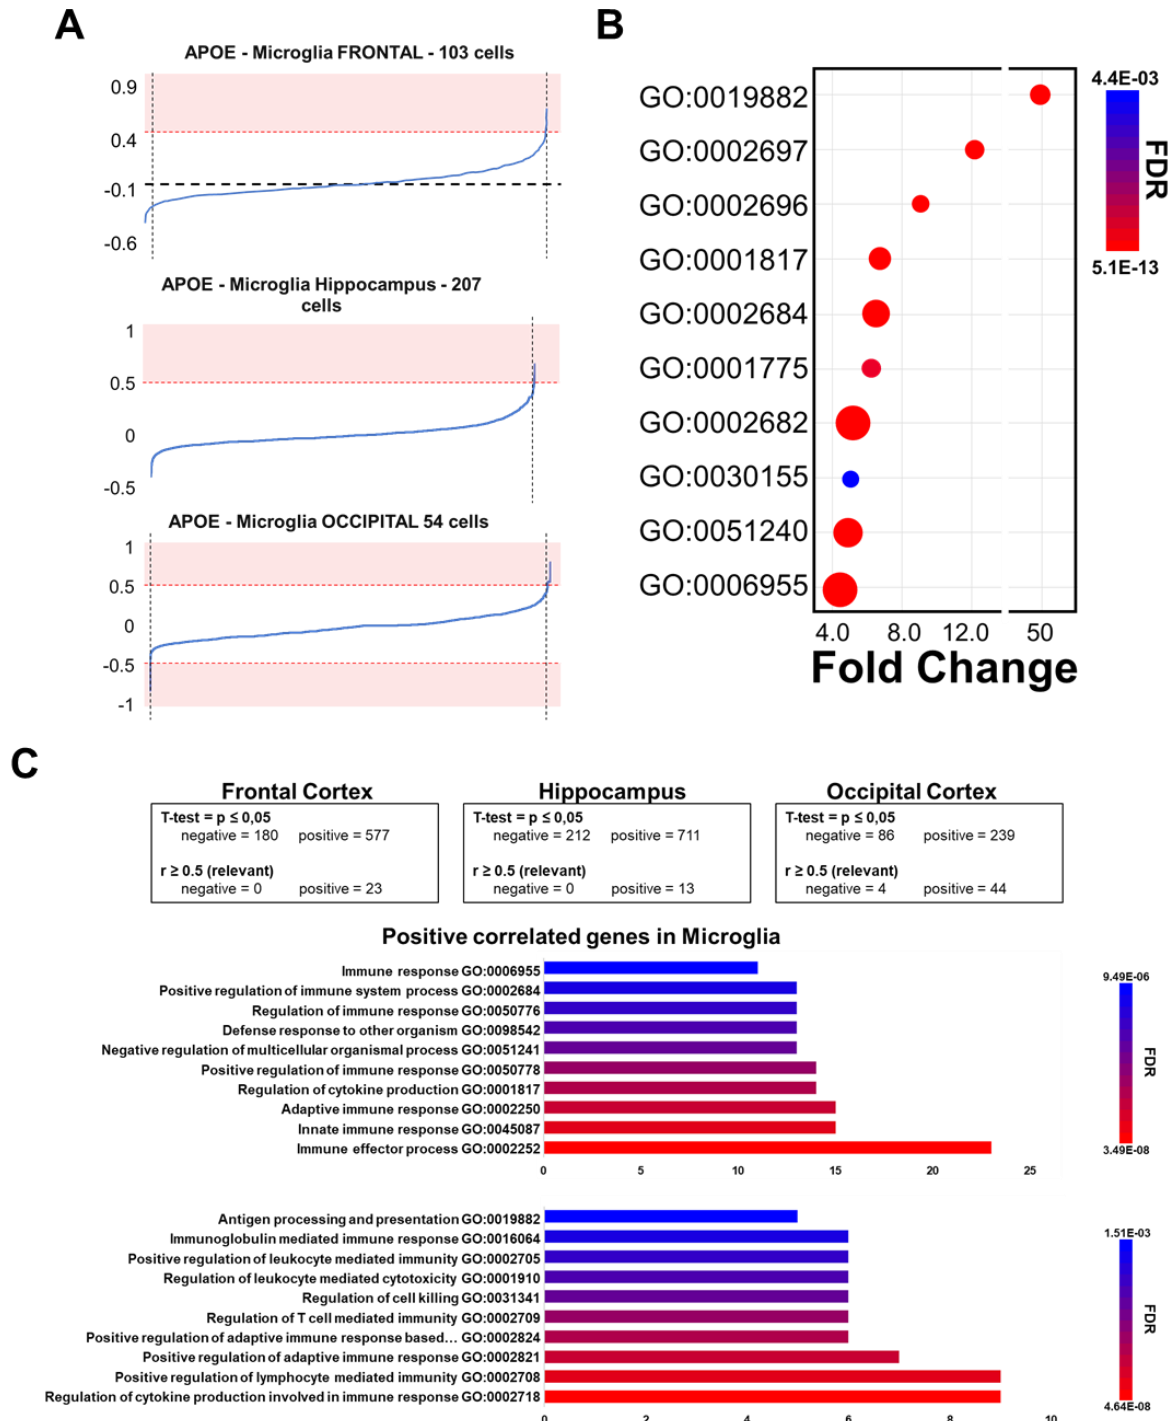 A
APOE - Microglia FRONTAL - 103 cells
0.9
0.4
-0.1
-0.6
APOE - Microglia Hippocampus - 207
cells
1
0.5
0
-0.5
APOE - Microglia OCCIPITAL 54 cells
1
0.5
0
-0.5
-1
B
GO:0019882
GO:0002697
GO:0002696
GO:0001817
GO:0002684
GO:0001775
GO:0002682
GO:0030155
GO:0051240
GO:0006955
4.0 8.0 12.0 50
Fold Change
4.4E-03
FDR
5.1E-13
C
Frontal Cortex
T-test = p ≤ 0,05
negative = 180 positive = 577
r ≥ 0.5 (relevant)
negative = 0 positive = 23
Hippocampus
T-test = p ≤ 0,05
negative = 212 positive = 711
r ≥ 0.5 (relevant)
negative = 0 positive = 13
Occipital Cortex
T-test = p ≤ 0,05
negative = 86 positive = 239
r ≥ 0.5 (relevant)
negative = 4 positive = 44
Positive correlated genes in Microglia
Immune response GO:0006955
Positive regulation of immune system process GO:0002684
Regulation of immune response GO:0050776
Defense response to other organism GO:0098542
Negative regulation of multicellular organismal process GO:0051241
Positive regulation of immune response GO:0050778
Regulation of cytokine production GO:0001817
Adaptive immune response GO:0002250
Innate immune response GO:0045087
Immune effector process GO:0002252
0 5 10 15 20 25
9.49E-06
FDR
3.49E-08
Antigen processing and presentation GO:0019882
Immunoglobulin mediated immune response GO:0016064
Positive regulation of leukocyte mediated immunity GO:0002705
Regulation of leukocyte mediated cytotoxicity GO:0001910
Regulation of cell killing GO:0031341
Regulation of T cell mediated immunity GO:0002709
Positive regulation of adaptive immune response based... GO:0002824
Positive regulation of adaptive immune response GO:0002821
Positive regulation of lymphocyte mediated immunity GO:0002708
Regulation of cytokine production involved in immune response GO:0002718
0 2 4 6 8 10
1.51E-03
FDR
4.64E-08